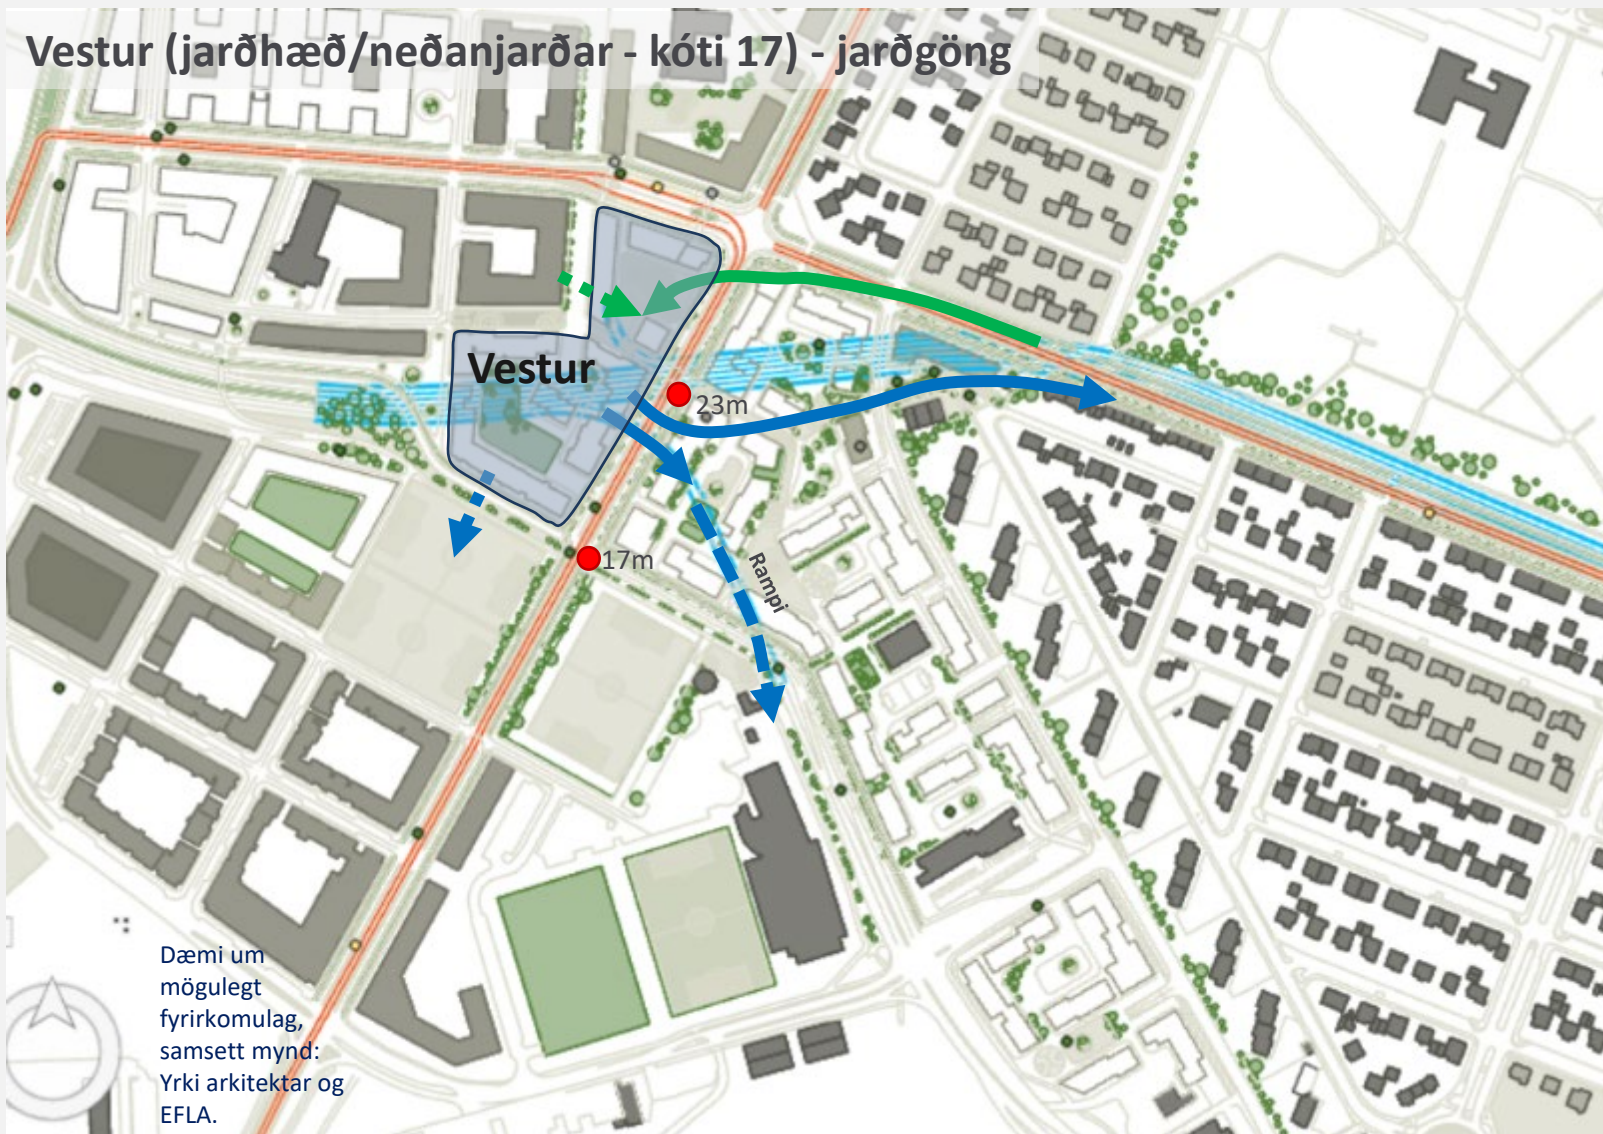 Vestur (jarðhæð/neðanjarðar - kóti 17) - jarðgöng
Vestur
23m
17m
Rampi
Dæmi um
mögulegt
fyrirkomulag,
samsett mynd:
Yrki arkitektar og
EFLA.